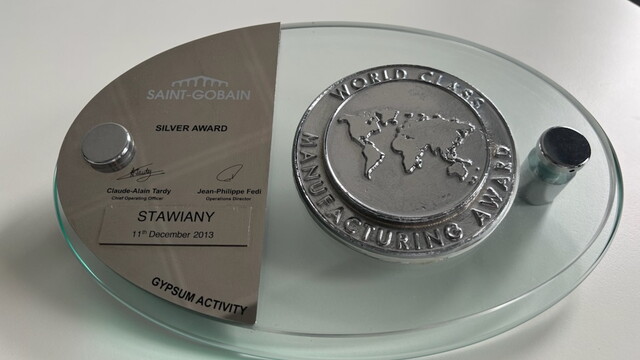 SAINT-GOBAIN
SILVER AWARD
Claude-Alain Tardy
Chief Operating Officer
Jean-Philippe Fedi
Operations Director
STAWIANY
11th December 2013
GYPSUM ACTIVITY
WORLD CLASS
MANUFACTURING AWARD